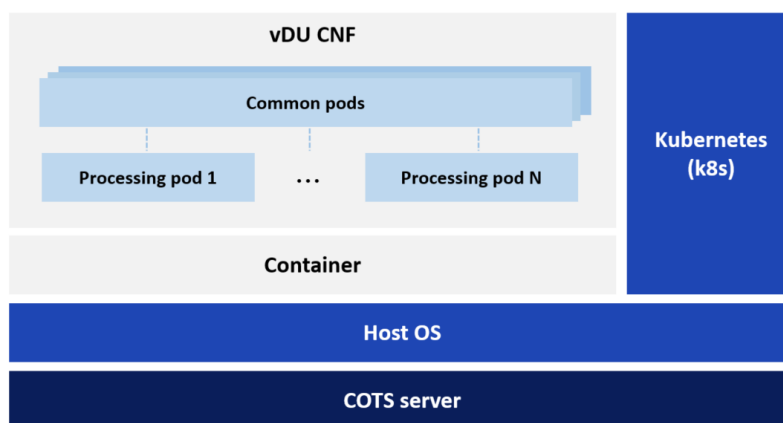 vDU CNF
Common pods
Processing pod 1
...
Processing pod N
Kubernetes
(k8s)
Container
Host OS
COTS server